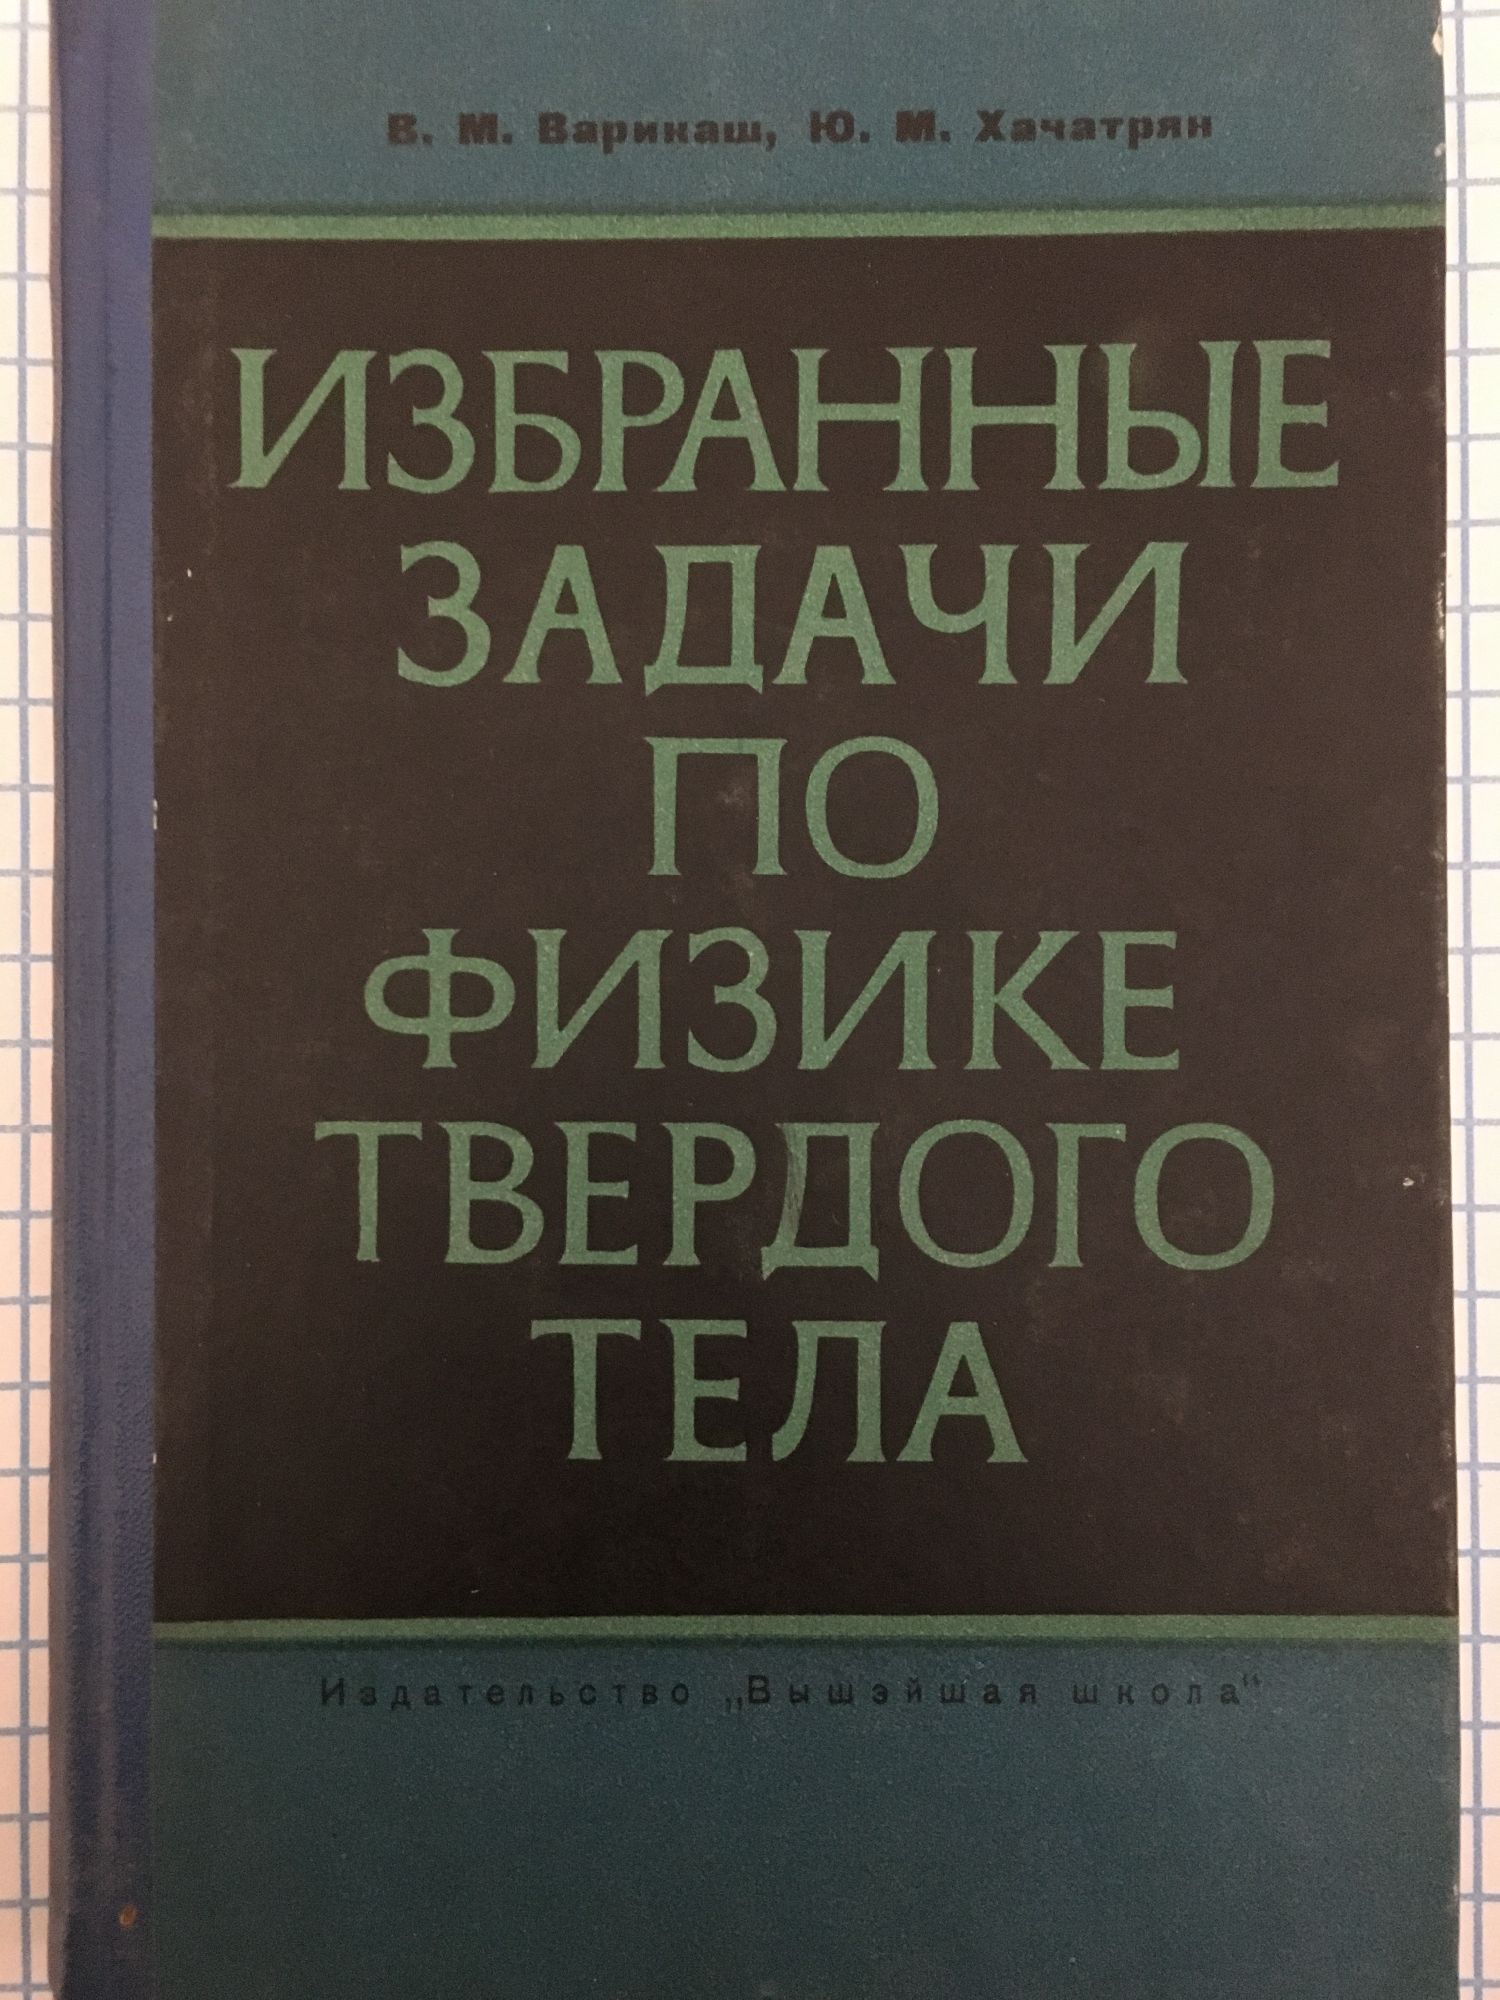 В. М. Варикаш, Ю. М. Хачатрян
ИЗБРАННЫЕ
ЗАДАЧИ
ПО
ФИЗИКЕ
ТВЕРДОГО
ТЕЛА
Издательство „Вышэйшая школа“